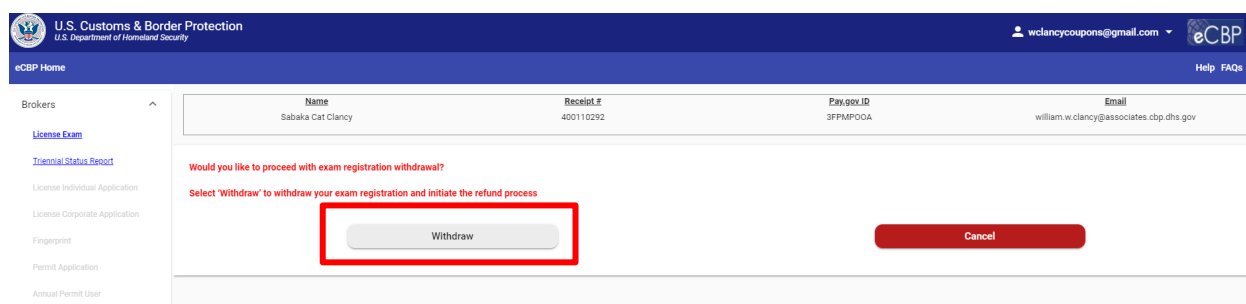 U.S. Customs & Border Protection
U.S. Department of Homeland Security
wclancycoupons@gmail.com
eCBP
eCBP Home
Help FAQs
Brokers
License Exam
Triennial Status Report
License Individual Application
License Corporate Application
Fingerprint
Permit Application
Annual Permit User
Name Receipt # Pay.gov ID Email
Sabaka Cat Clancy 400110292 3FPMPOOA william.w.clancy@associates.cbp.dhs.gov
Would you like to proceed with exam registration withdrawal?
Select 'Withdraw' to withdraw your exam registration and initiate the refund process
Withdraw Cancel